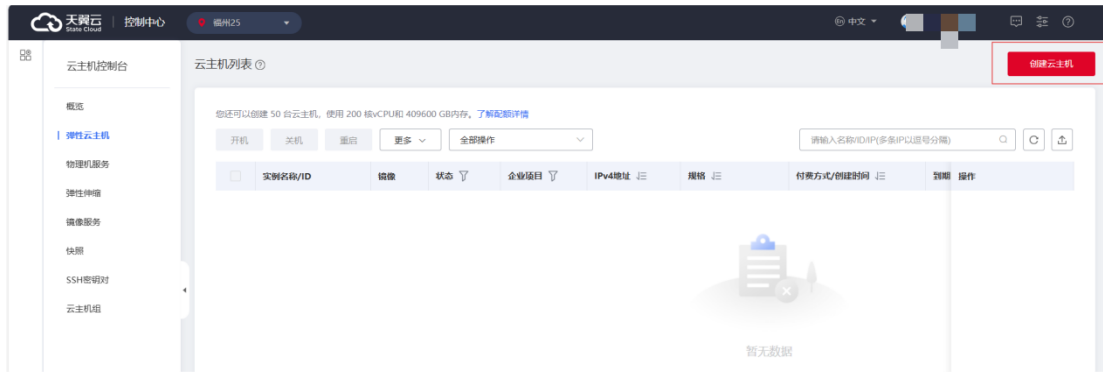 天翼云
State Cloud
控制中心
福州25
中文
云主机控制台
概览
弹性云主机
物理机服务
弹性伸缩
镜像服务
快照
SSH密钥对
云主机组
云主机列表
创建云主机
您还可以创建 50 台云主机，使用 200 核vCPU和 409600 GB内存。了解配额详情
开机 关机 重启 更多 全部操作 请输入名称/ID/IP(多条IP以逗号分隔)
实例名称/ID 镜像 状态 企业项目 IPv4地址 规格 付费方式/创建时间 到期 操作
暂无数据